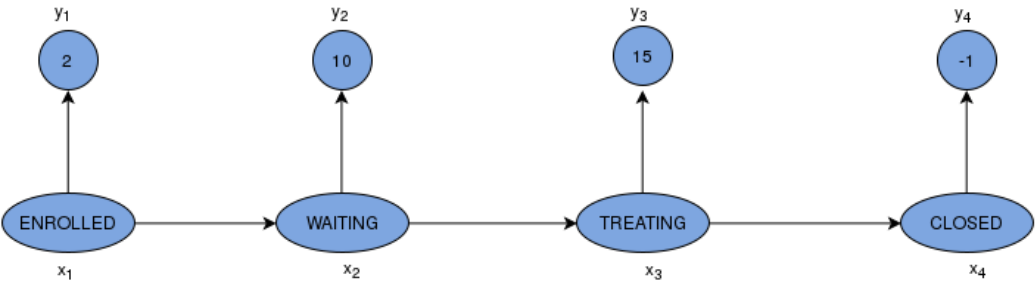 y1 y2 y3 y4
2 10 15 -1
ENROLLED WAITING TREATING CLOSED
x1 x2 x3 x4